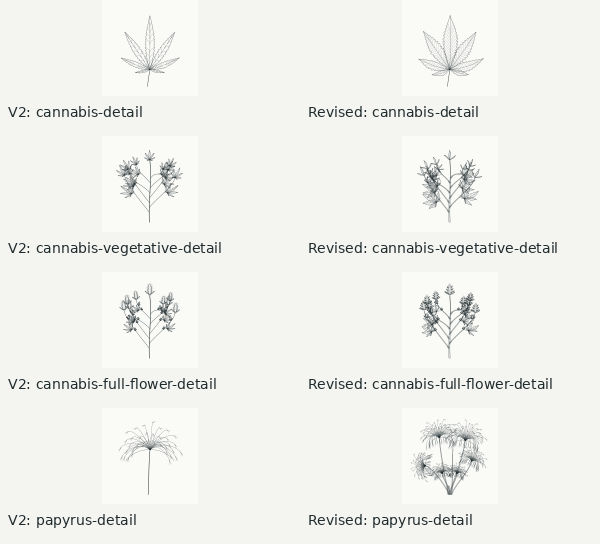 V2: cannabis-detail
Revised: cannabis-detail
V2: cannabis-vegetative-detail
Revised: cannabis-vegetative-detail
V2: cannabis-full-flower-detail
Revised: cannabis-full-flower-detail
V2: papyrus-detail
Revised: papyrus-detail